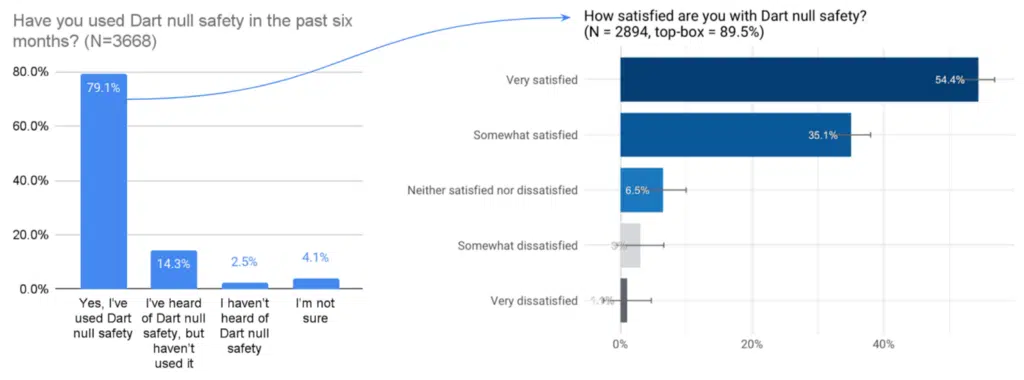 Have you used Dart null safety in the past six
months? (N=3668)
80.0%
60.0%
40.0%
20.0%
0.0%
79.1%
14.3%
2.5%
4.1%
Yes, I've
used Dart
null safety
I've heard
of Dart null
safety, but
haven't
used it
I haven't
heard of
Dart null
safety
I'm not
sure
How satisfied are you with Dart null safety?
(N = 2894, top-box = 89.5%)
Very satisfied
54.4%
Somewhat satisfied
35.1%
Neither satisfied nor dissatisfied
6.5%
Somewhat dissatisfied
3%
Very dissatisfied
1.1%
0%
20%
40%